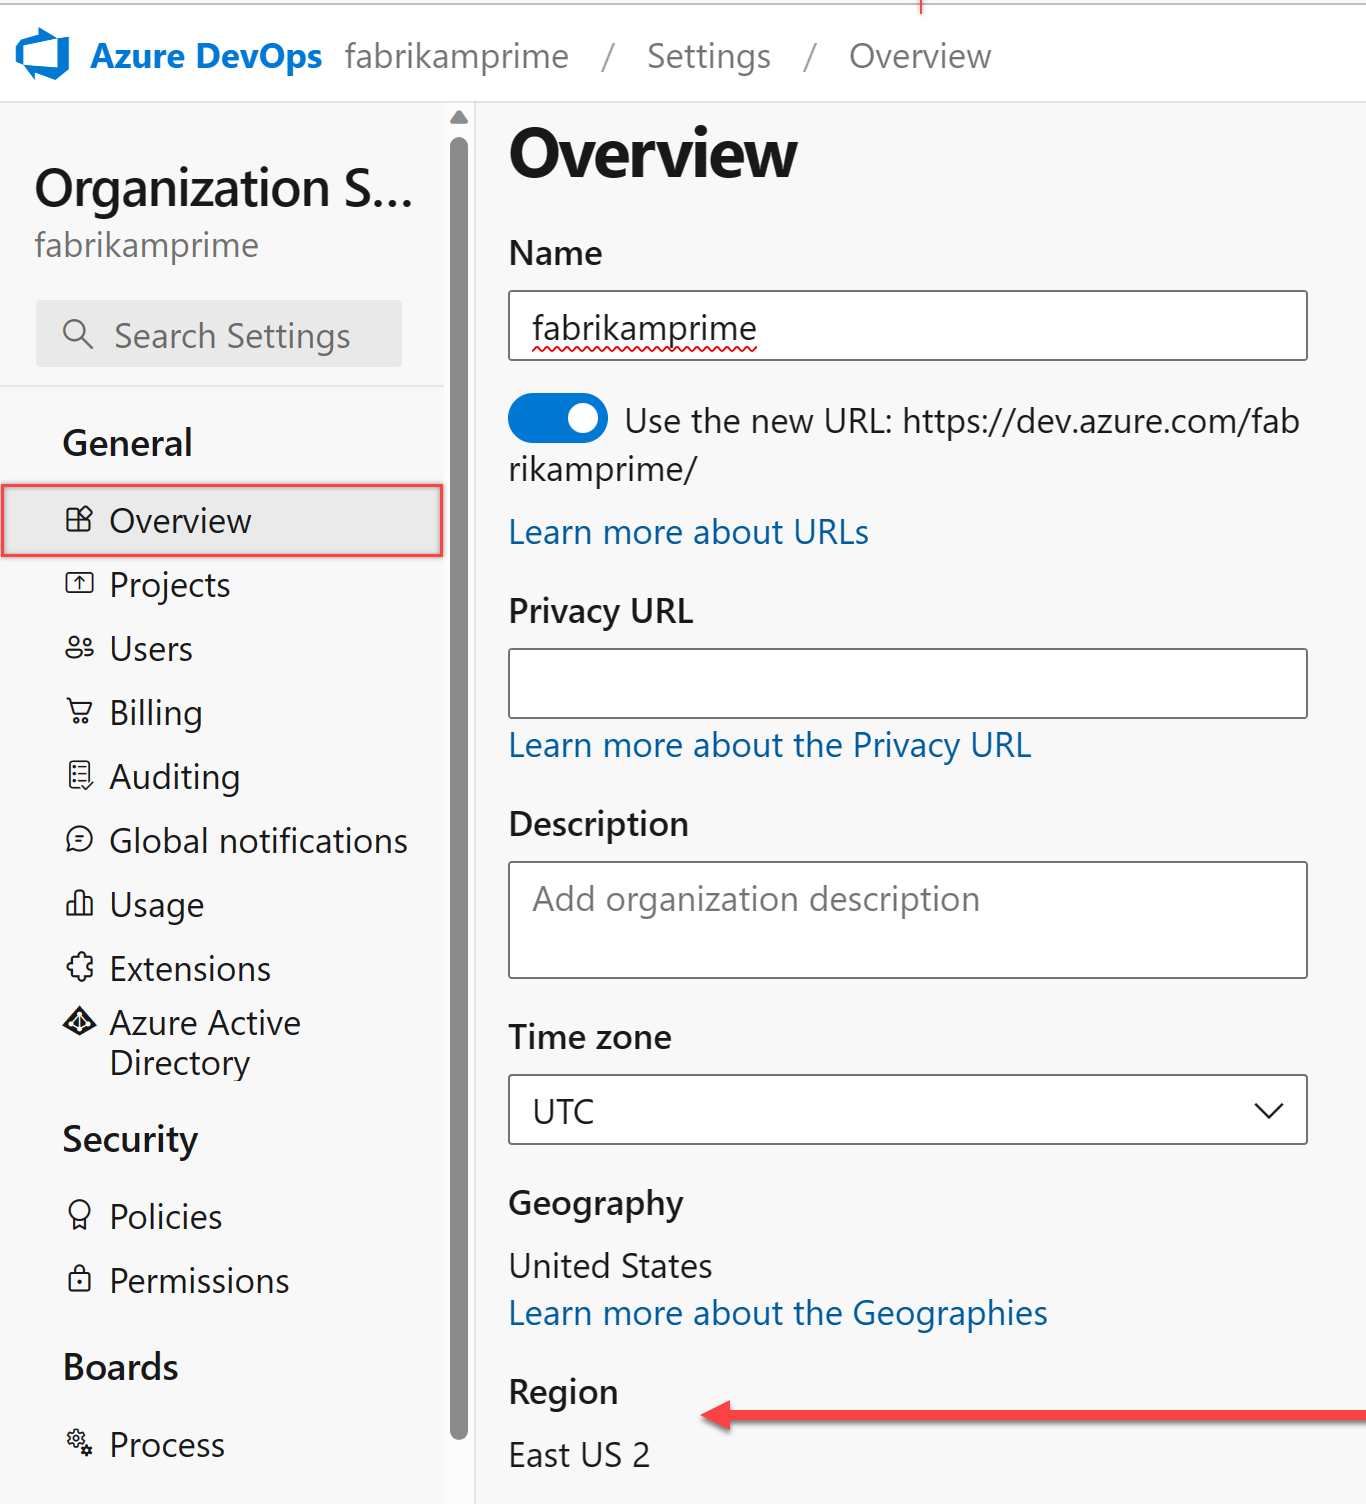 Azure DevOps fabrikamprime / Settings / Overview
Organization S...
fabrikamprime
Search Settings
General
Overview
Projects
Users
Billing
Auditing
Global notifications
Usage
Extensions
Azure Active
Directory
Security
Policies
Permissions
Boards
Process
Overview
Name
fabrikamprime
Use the new URL: https://dev.azure.com/fab
rikamprime/
Learn more about URLs
Privacy URL
Learn more about the Privacy URL
Description
Add organization description
Time zone
UTC
Geography
United States
Learn more about the Geographies
Region
East US 2